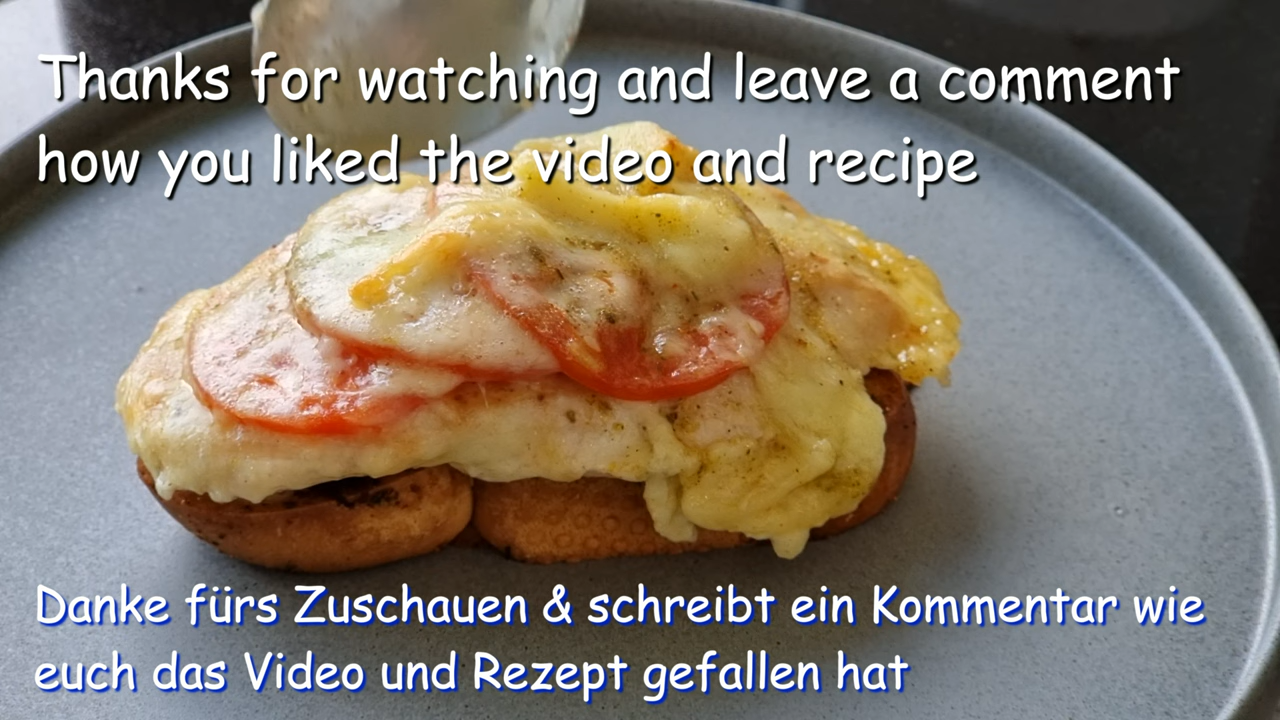 Thanks for watching and leave a comment
how you liked the video and recipe
Danke fürs Zuschauen & schreibt ein Kommentar wie
euch das Video und Rezept gefallen hat